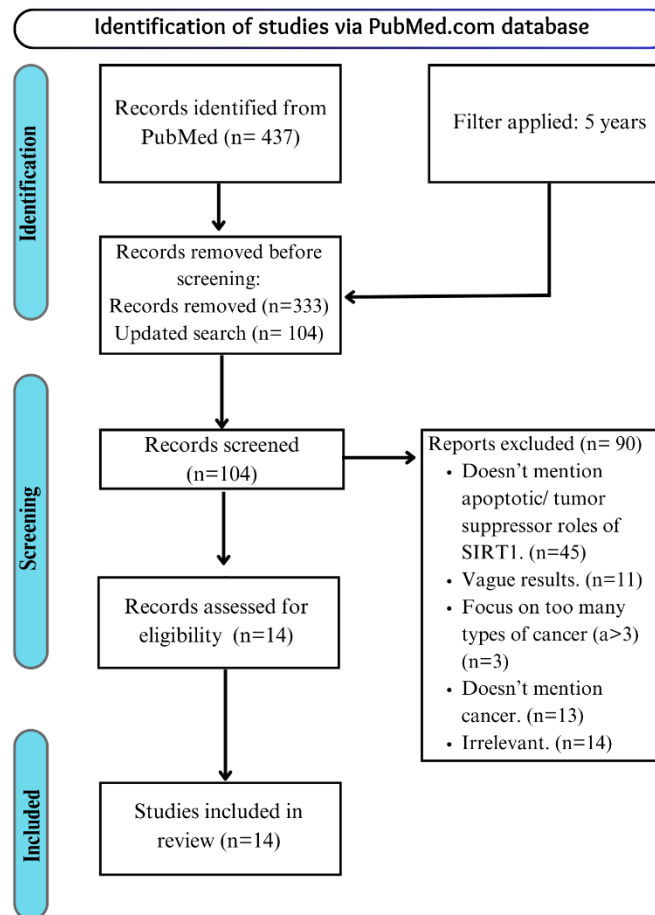 Identification of studies via PubMed.com database
Identification
Records identified from
PubMed (n= 437)
Filter applied: 5 years
Records removed before
screening:
Records removed (n=333)
Updated search (n= 104)
Screening
Records screened
(n=104)
Reports excluded (n= 90)
• Doesn't mention
apoptotic/ tumor
suppressor roles of
SIRT1. (n=45)
• Vague results. (n=11)
• Focus on too many
types of cancer (a>3)
(n=3)
• Doesn't mention
cancer. (n=13)
• Irrelevant. (n=14)
Records assessed for
eligibility (n=14)
Included
Studies included in
review (n=14)